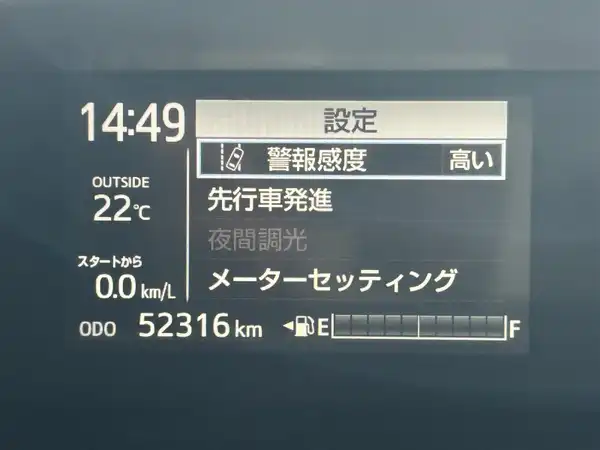 14:49
設定
警報感度 高い
OUTSIDE
22℃
先行車発進
夜間調光
スタートから
0.0 km/L
メーターセッティング
ODO 52316 km E F